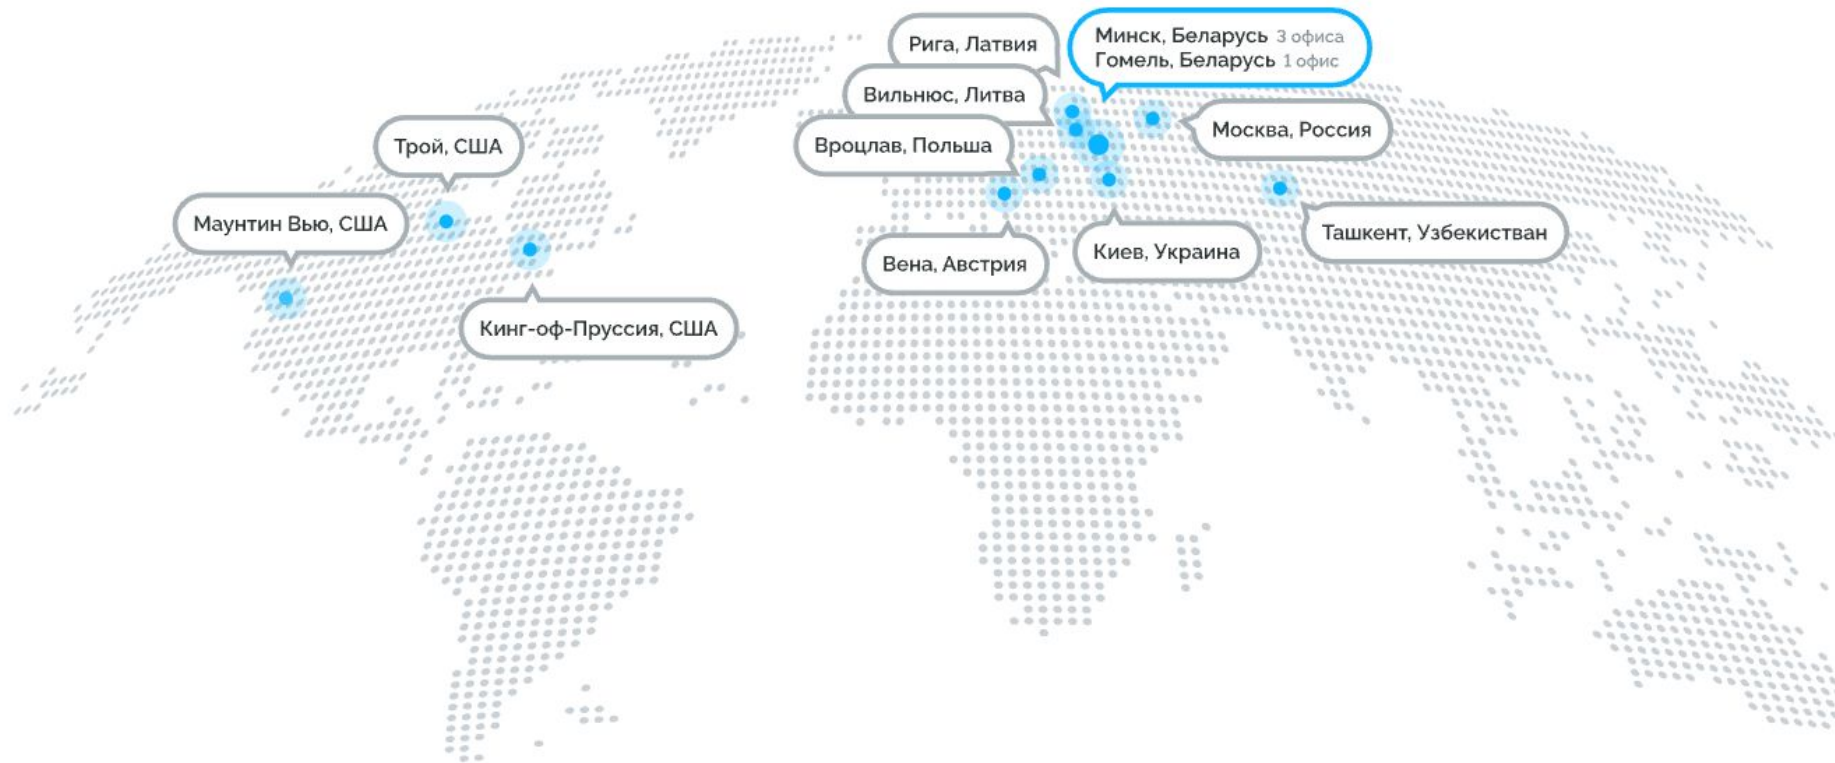 Рига, Латвия
Минск, Беларусь 3 офиса
Гомель, Беларусь 1 офис
Вильнюс, Литва
Вроцлав, Польша
Москва, Россия
Трой, США
Маунтин Вью, США
Ташкент, Узбекистван
Вена, Австрия
Киев, Украина
Кинг-оф-Пруссия, США